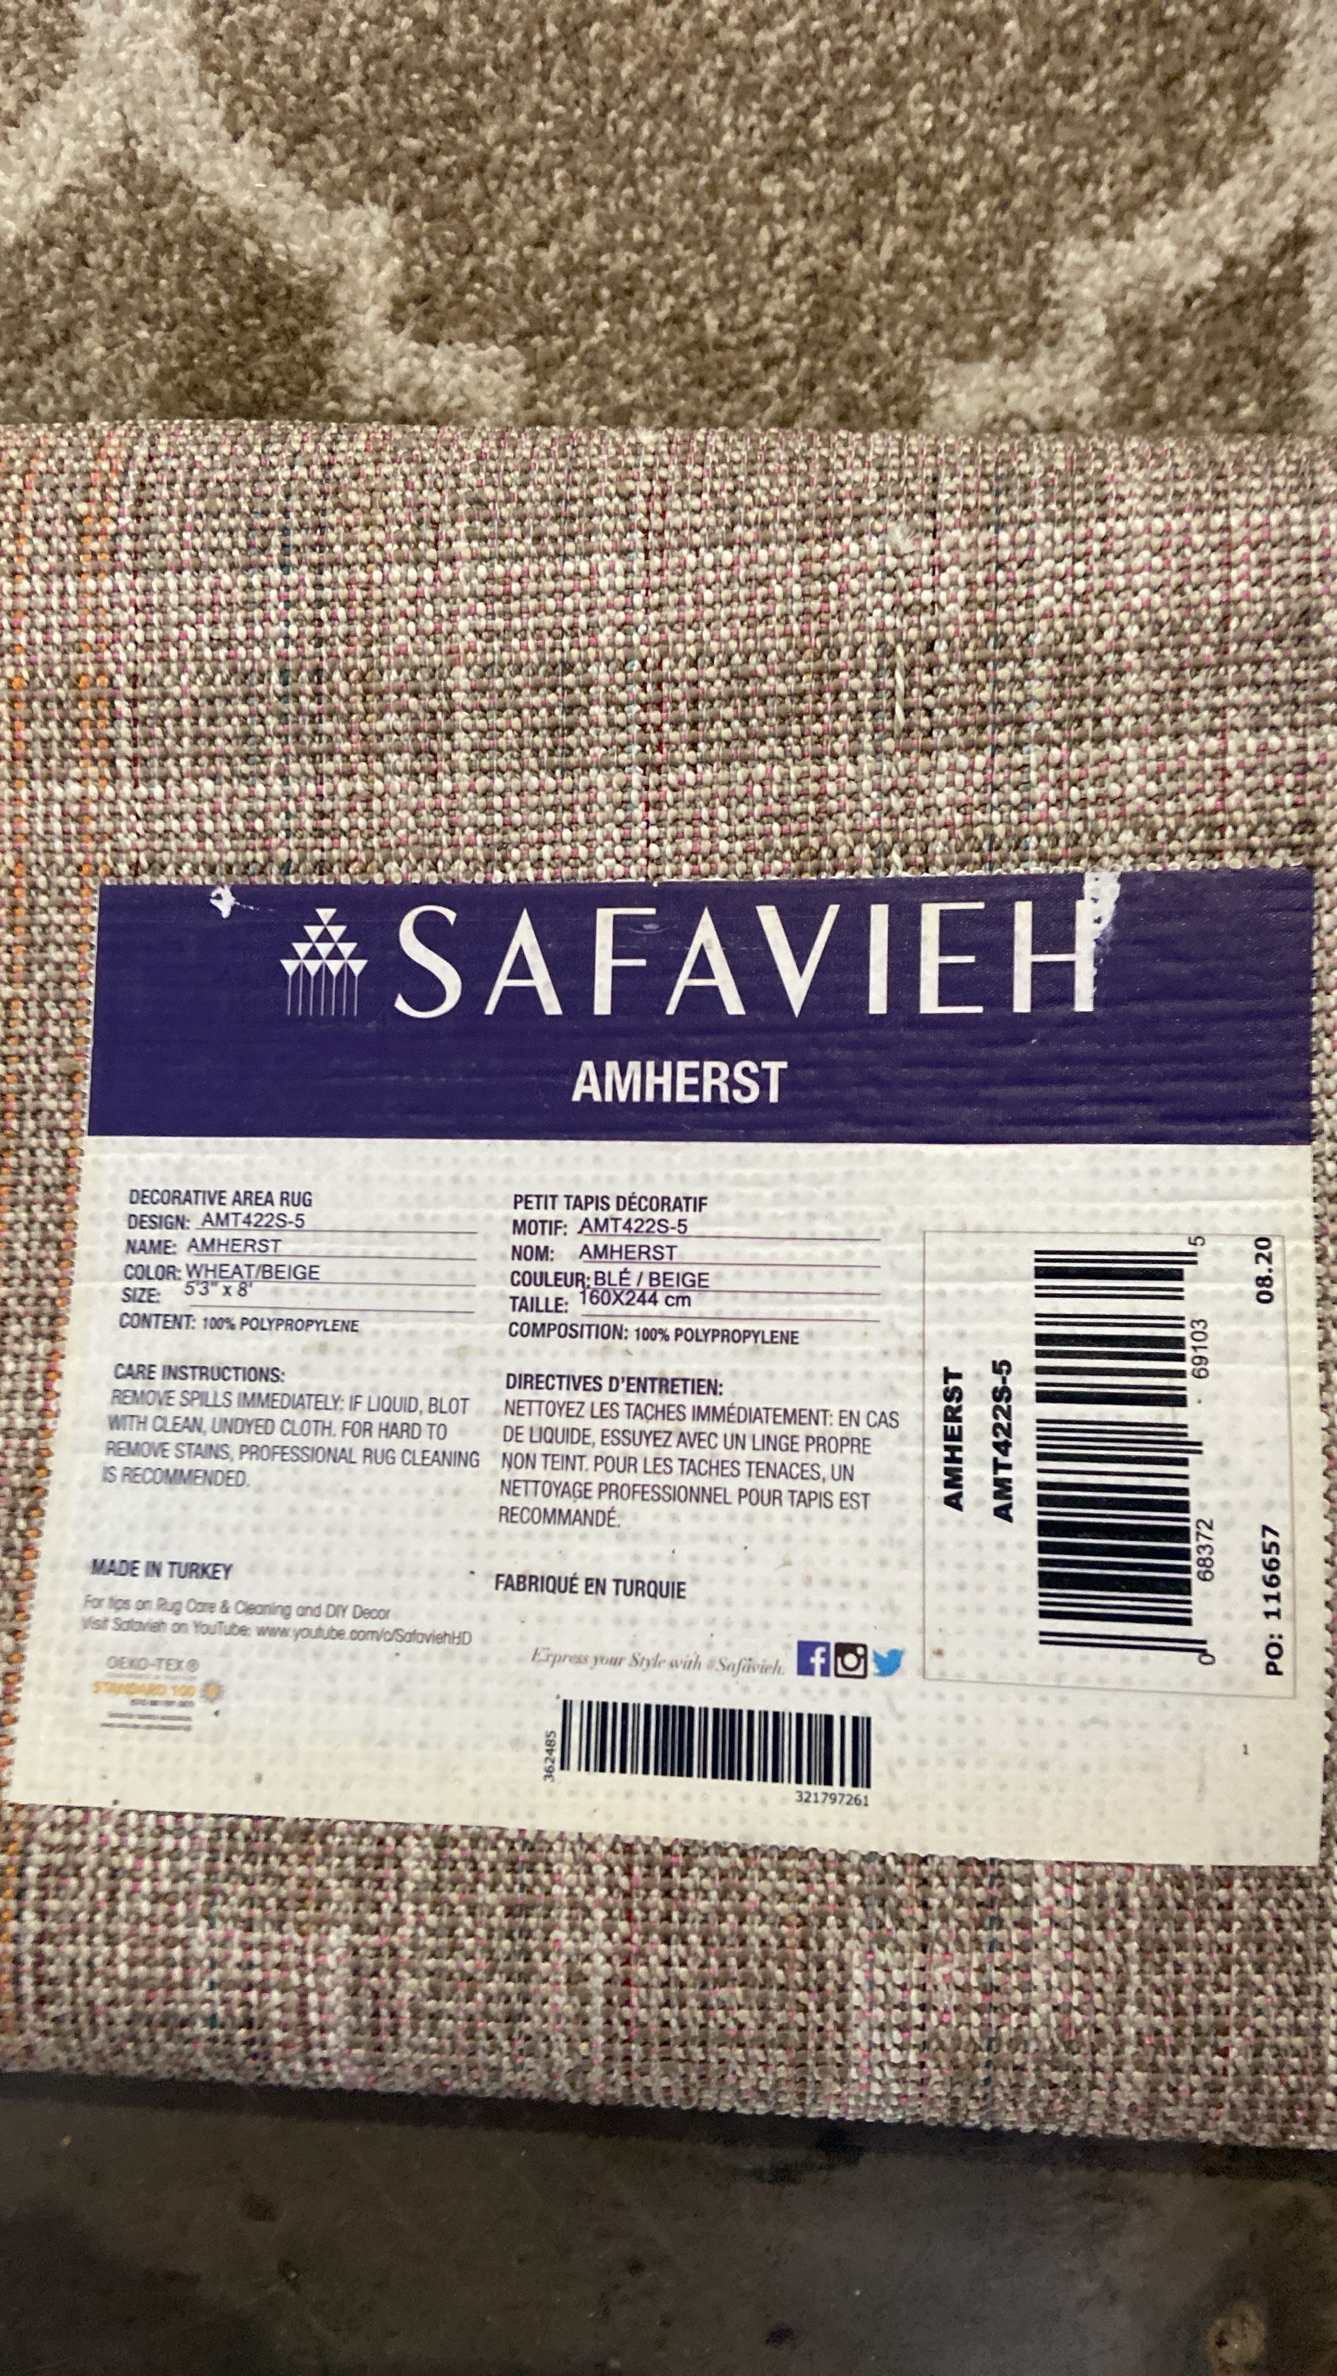 SAFAVIEH
AMHERST
DECORATIVE AREA RUG
DESIGN: AMT422S-5
NAME: AMHERST
COLOR: WHEAT/BEIGE
SIZE: 5'3" x 8'
CONTENT: 100% POLYPROPYLENE
CARE INSTRUCTIONS:
REMOVE SPILLS IMMEDIATELY: IF LIQUID, BLOT
WITH CLEAN, UNDYED CLOTH. FOR HARD TO
REMOVE STAINS, PROFESSIONAL RUG CLEANING
IS RECOMMENDED.
MADE IN TURKEY
For tips on Rug Care & Cleaning and DIY Decor
Visit Safavieh on YouTube: www.youtube.com/c/SafaviehHD
OEKO-TEX®
STANDARD 100
PETIT TAPIS DÉCORATIF
MOTIF: AMT422S-5
NOM: AMHERST
COULEUR: BLÉ / BEIGE
TAILLE: 160X244 cm
COMPOSITION: 100% POLYPROPYLENE
DIRECTIVES D'ENTRETIEN:
NETTOYEZ LES TACHES IMMÉDIATEMENT: EN CAS
DE LIQUIDE, ESSUYEZ AVEC UN LINGE PROPRE
NON TEINT. POUR LES TACHES TENACES, UN
NETTOYAGE PROFESSIONNEL POUR TAPIS EST
RECOMMANDÉ.
FABRIQUÉ EN TURQUIE
Express your Style with #Safavieh.
362485
321797261
AMHERST
AMT422S-5
0 68372 69103 5
PO: 116657 08.20
1